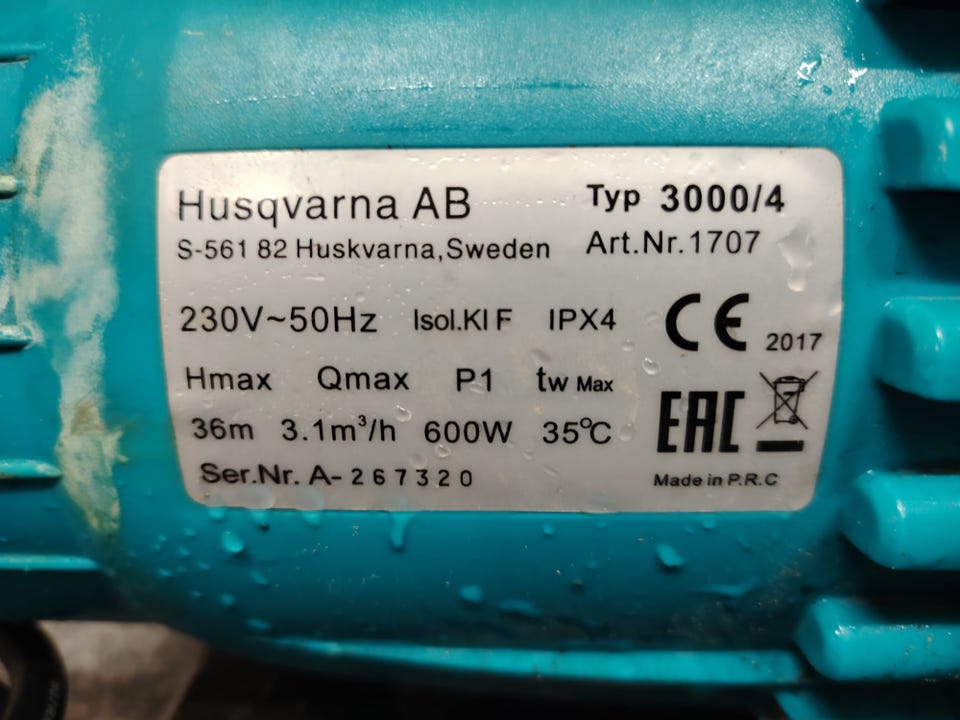 Husqvarna AB Typ 3000/4
S-561 82 Huskvarna,Sweden Art.Nr.1707
230V~50Hz Isol.Kl F IPX4 CE 2017
Hmax Qmax P1 tw Max
36m 3.1m³/h 600W 35°C EAC
Ser.Nr. A-267320 Made in P.R.C